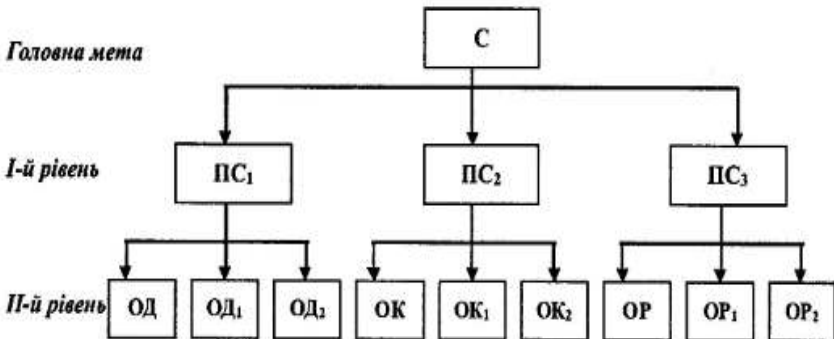 С
Головна мета
І-й рівень
ПС₁ ПС₂ ПС₃
ІІ-й рівень
ОД ОД₁ ОД₂ ОК ОК₁ ОК₂ ОР ОР₁ ОР₂